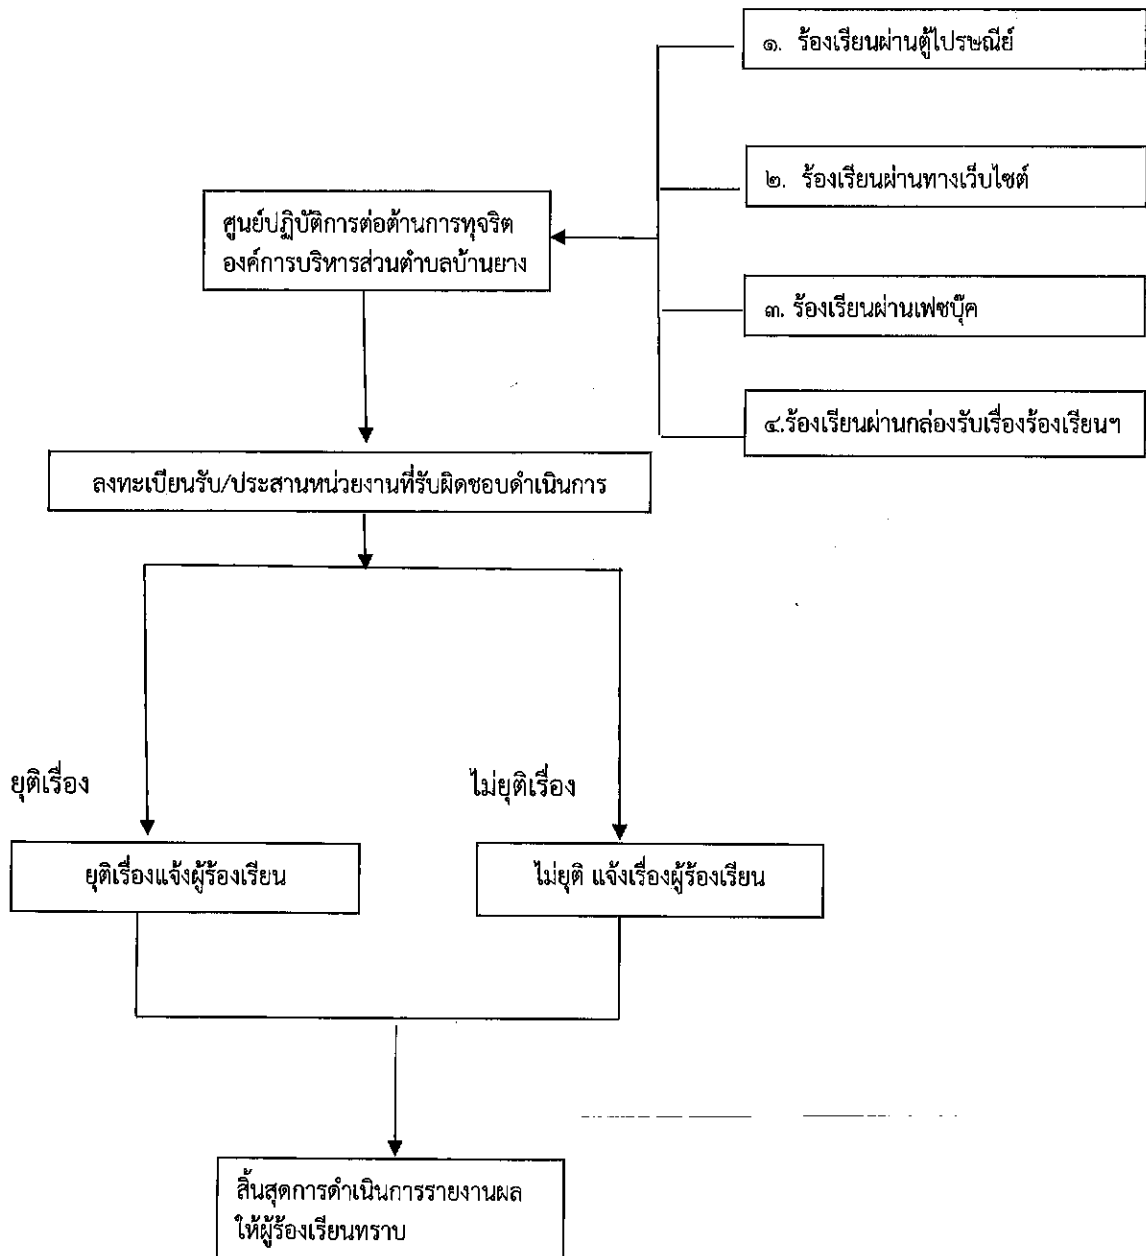 ๑. ร้องเรียนผ่านตู้ไปรษณีย์
๒. ร้องเรียนผ่านทางเว็บไซต์
ศูนย์ปฏิบัติการต่อต้านการทุจริต
องค์การบริหารส่วนตำบลบ้านยาง
๓. ร้องเรียนผ่านเฟซบุ๊ค
๔.ร้องเรียนผ่านกล่องรับเรื่องร้องเรียนฯ
ลงทะเบียนรับ/ประสานหน่วยงานที่รับผิดชอบดำเนินการ
ยุติเรื่อง
ไม่ยุติเรื่อง
ยุติเรื่องแจ้งผู้ร้องเรียน
ไม่ยุติ แจ้งเรื่องผู้ร้องเรียน
สิ้นสุดการดำเนินการรายงานผล
ให้ผู้ร้องเรียนทราบ